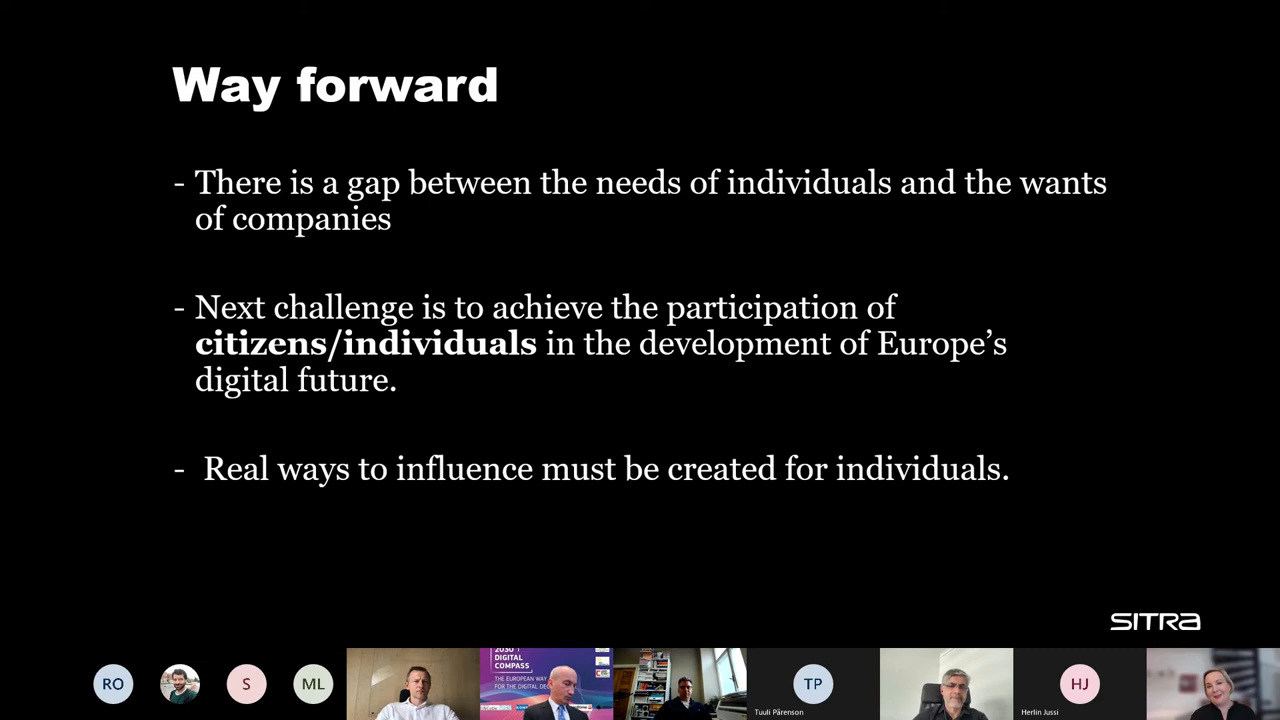 Way forward
- There is a gap between the needs of individuals and the wants
of companies
- Next challenge is to achieve the participation of
citizens/individuals in the development of Europe’s
digital future.
- Real ways to influence must be created for individuals.
SITRA
RO
S
ML
2030
DIGITAL
COMPASS
THE EUROPEAN WAY
FOR THE DIGITAL DE
TP
Tuuli Pärenson
HJ
Herlin Jussi